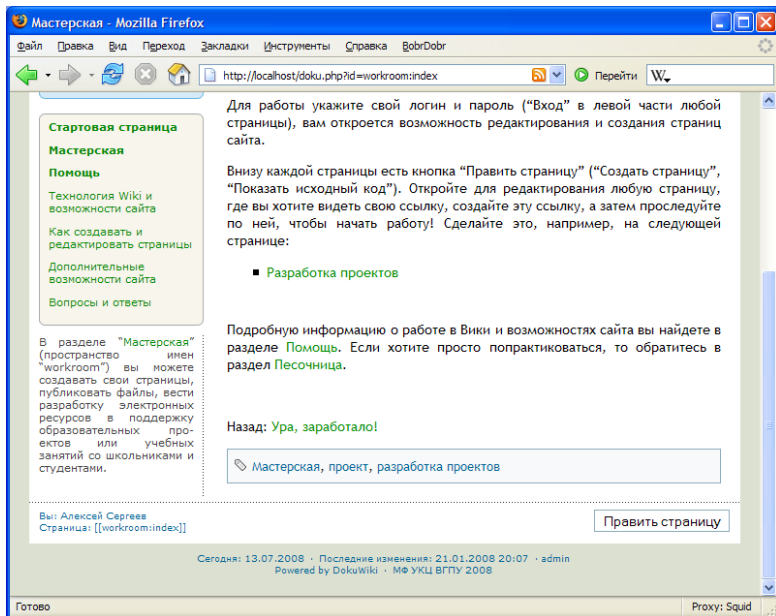 Мастерская - Mozilla Firefox
Файл Правка Вид Переход Закладки Инструменты Справка BobrDobr
http://localhost/doku.php?id=workroom:index Перейти W
Стартовая страница
Мастерская
Помощь
Технология Wiki и
возможности сайта
Как создавать и
редактировать страницы
Дополнительные
возможности сайта
Вопросы и ответы
В разделе "Мастерская"
(пространство имен
"workroom") вы можете
создавать свои страницы,
публиковать файлы, вести
разработку электронных
ресурсов в поддержку
образовательных про-
ектов или учебных
занятий со школьниками и
студентами.
Для работы укажите свой логин и пароль (“Вход” в левой части любой
страницы), вам откроется возможность редактирования и создания страниц
сайта.
Внизу каждой страницы есть кнопка “Править страницу” (“Создать страницу”,
“Показать исходный код”). Откройте для редактирования любую страницу,
где вы хотите видеть свою ссылку, создайте эту ссылку, а затем проследуйте
по ней, чтобы начать работу! Сделайте это, например, на следующей
странице:
Разработка проектов
Подробную информацию о работе в Вики и возможностях сайта вы найдете в
разделе Помощь. Если хотите просто попрактиковаться, то обратитесь в
раздел Песочница.
Назад: Ура, заработало!
Мастерская, проект, разработка проектов
Вы: Алексей Сергеев
Страница: [[workroom:index]]
Править страницу
Сегодня: 13.07.2008 · Последние изменения: 21.01.2008 20:07 · admin
Powered by DokuWiki · МФ УКЦ ВГПУ 2008
Готово
Proxy: Squid